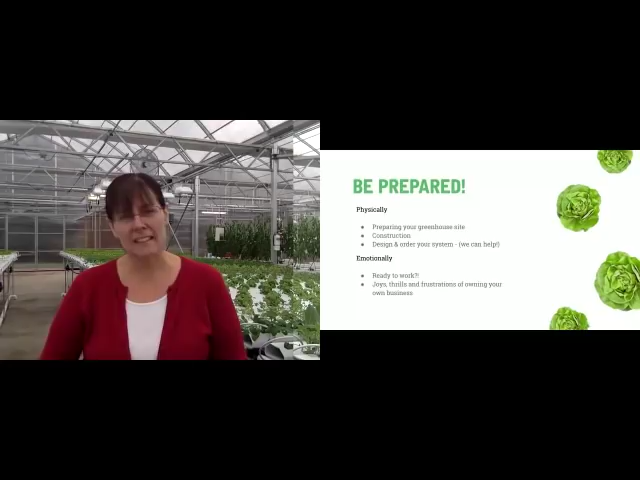 BE PREPARED!
Physically
● Preparing your greenhouse site
● Construction
● Design & order your system - (we can help!)
Emotionally
● Ready to work?!
● Joys, thrills and frustrations of owning your
own business